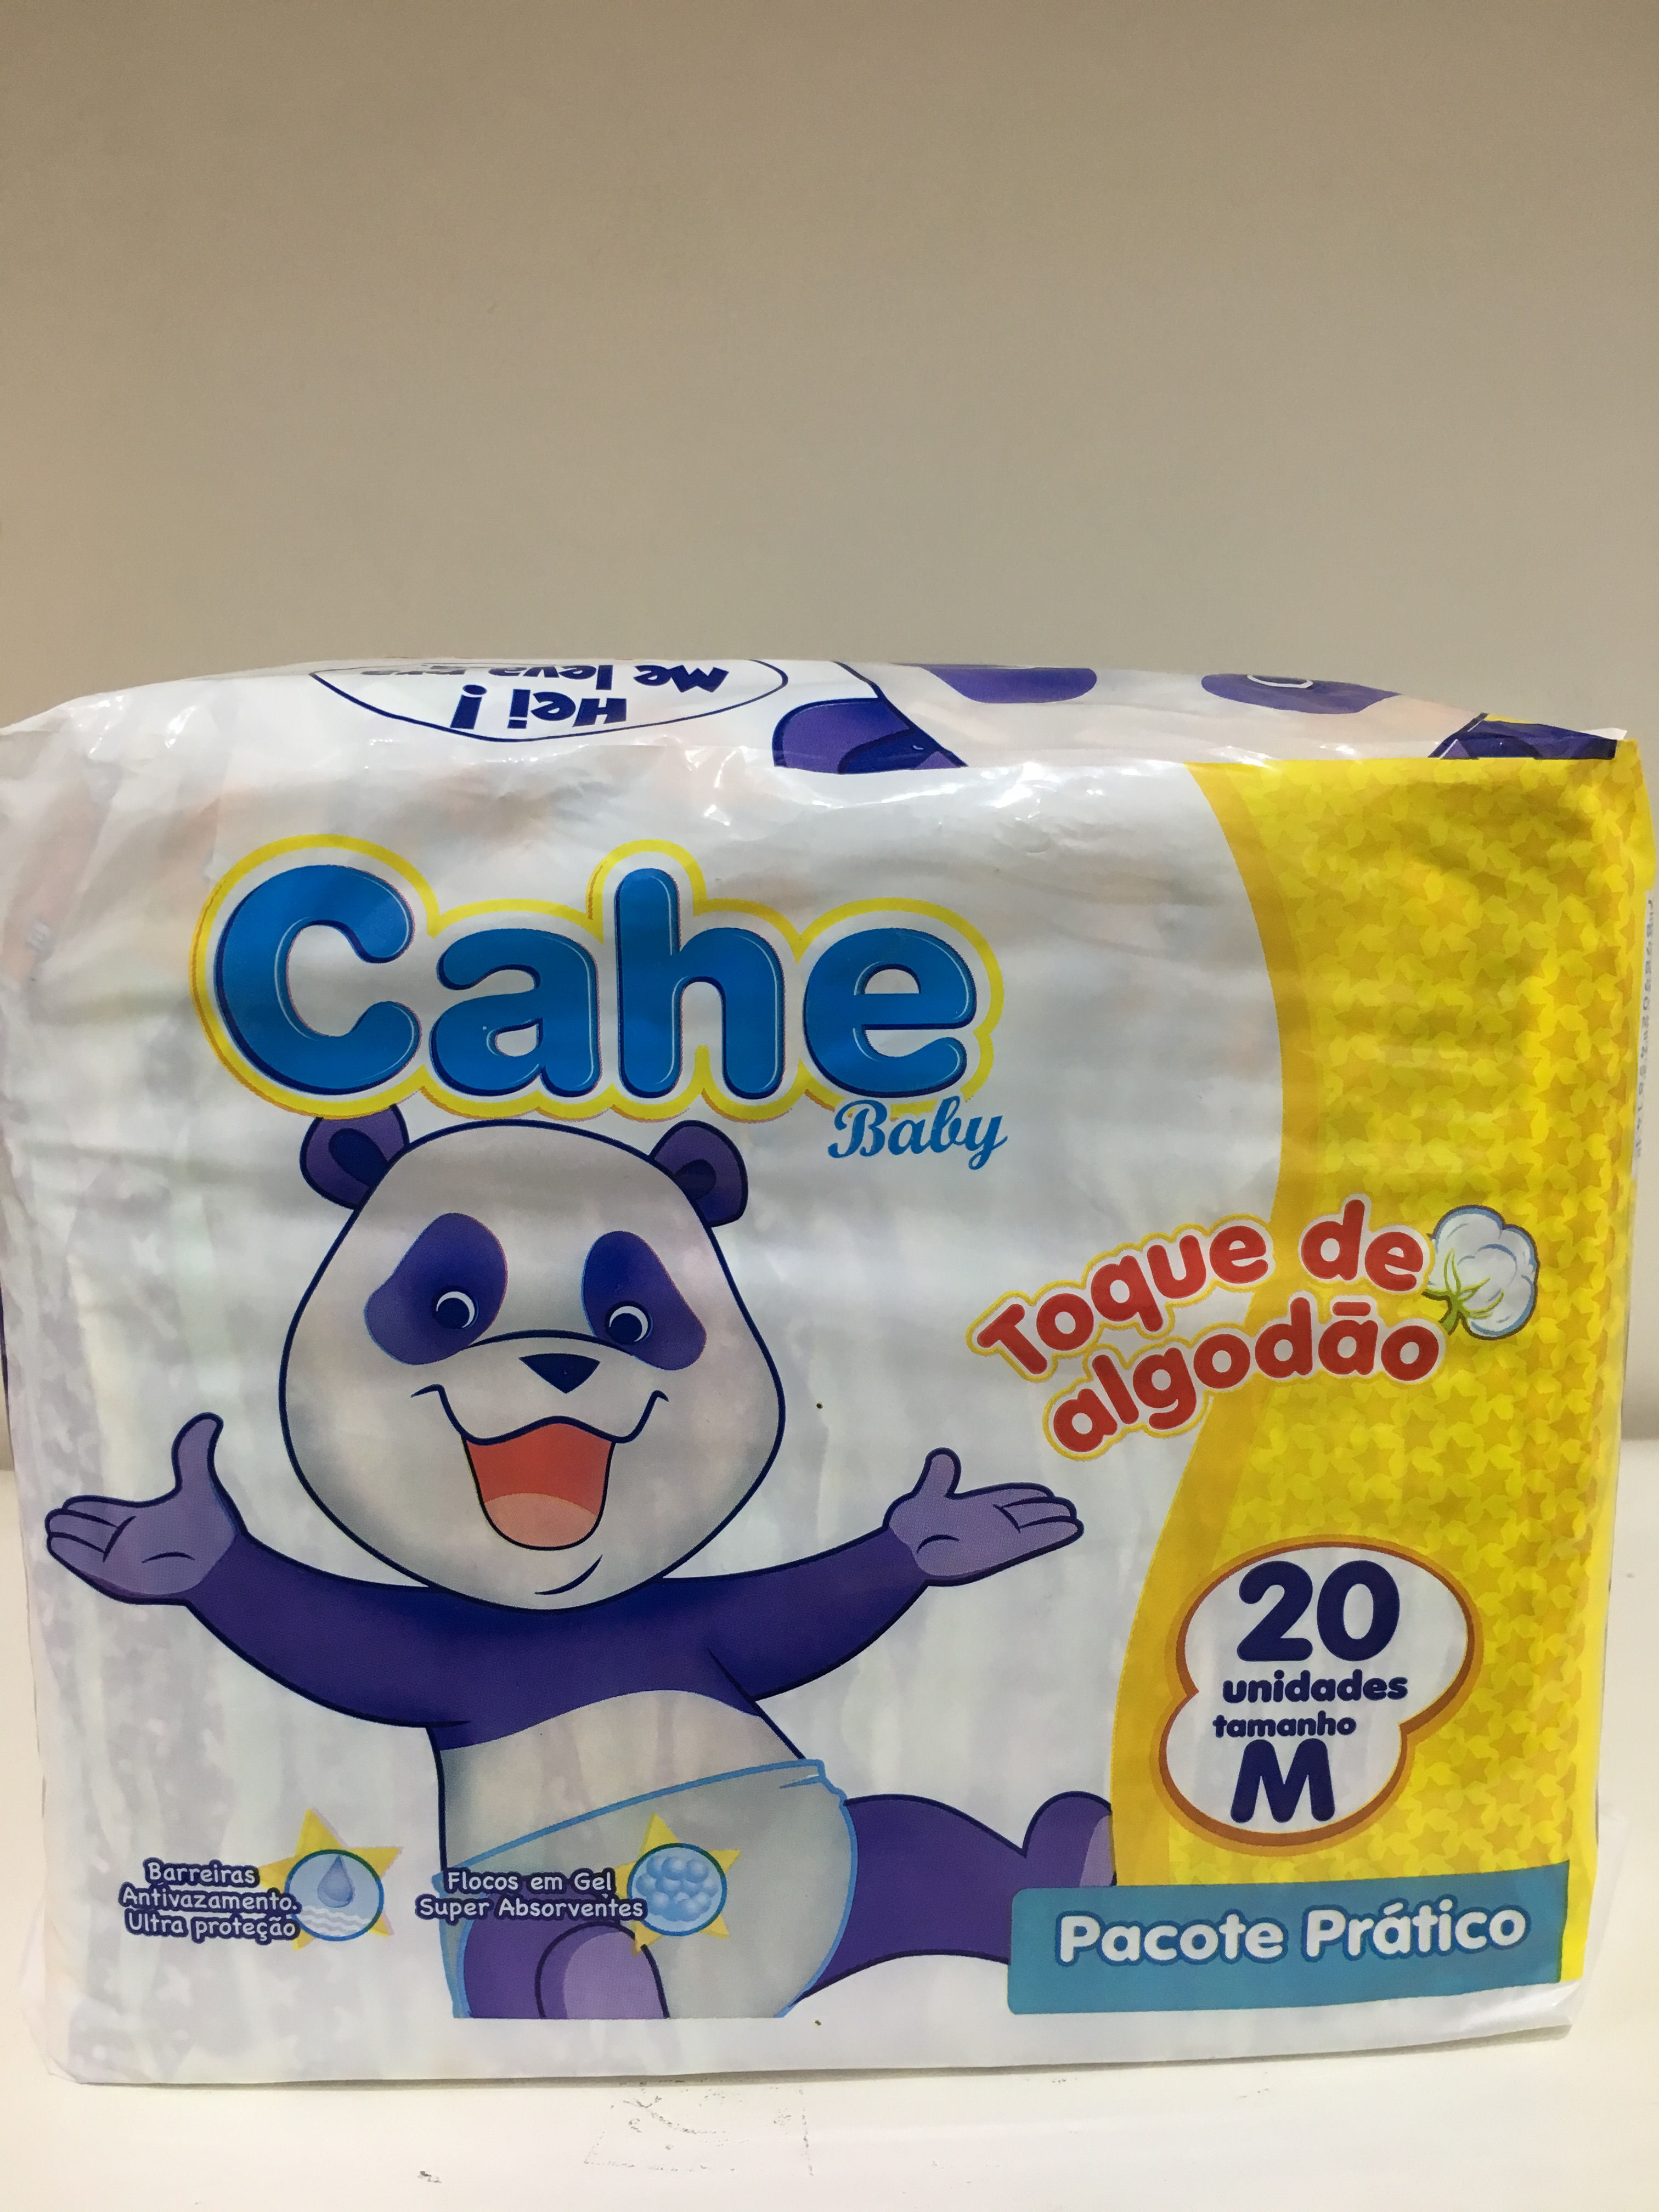 Hei !
Me leva
Cahe
Baby
Toque de
algodão
20
unidades
tamanho
M
Barreiras
Antivazamento.
Ultra proteção
Flocos em Gel
Super Absorventes
Pacote Prático